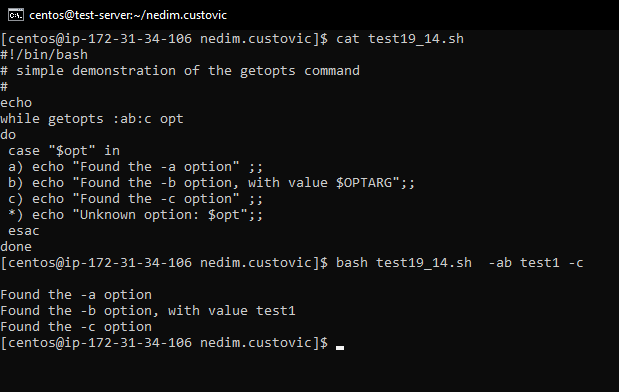 centos@test-server:~/nedim.custovic
[centos@ip-172-31-34-106 nedim.custovic]$ cat test19_14.sh
#!/bin/bash
# simple demonstration of the getopts command
#
echo
while getopts :ab:c opt
do
 case "$opt" in
 a) echo "Found the -a option" ;;
 b) echo "Found the -b option, with value $OPTARG";;
 c) echo "Found the -c option" ;;
 *) echo "Unknown option: $opt";;
 esac
done
[centos@ip-172-31-34-106 nedim.custovic]$ bash test19_14.sh  -ab test1 -c

Found the -a option
Found the -b option, with value test1
Found the -c option
[centos@ip-172-31-34-106 nedim.custovic]$